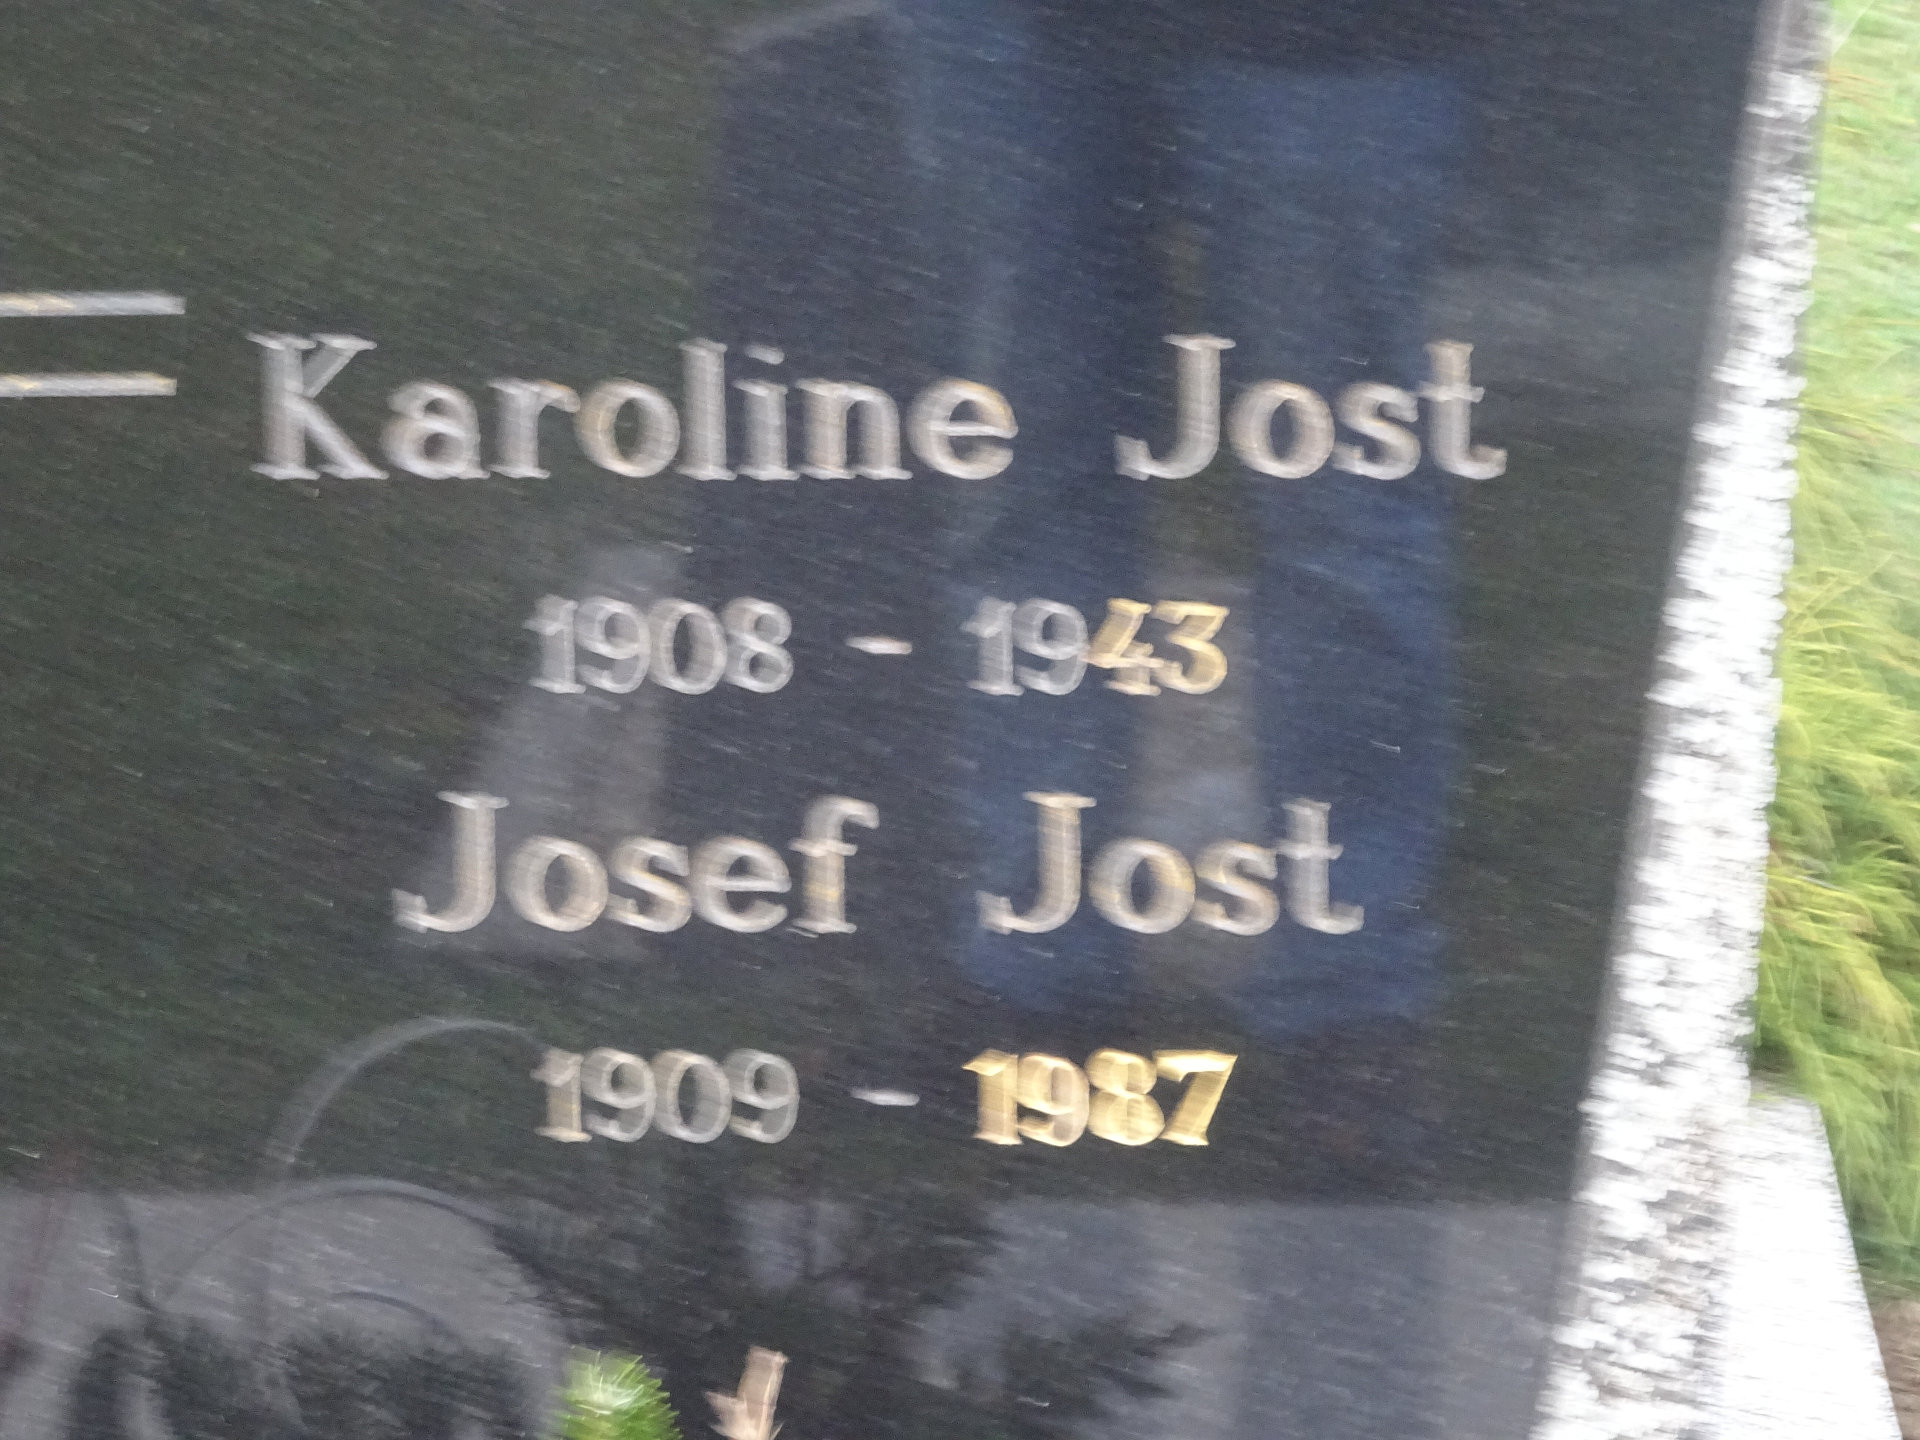 Karoline Jost
1908 - 1943
Josef Jost
1909 - 1987